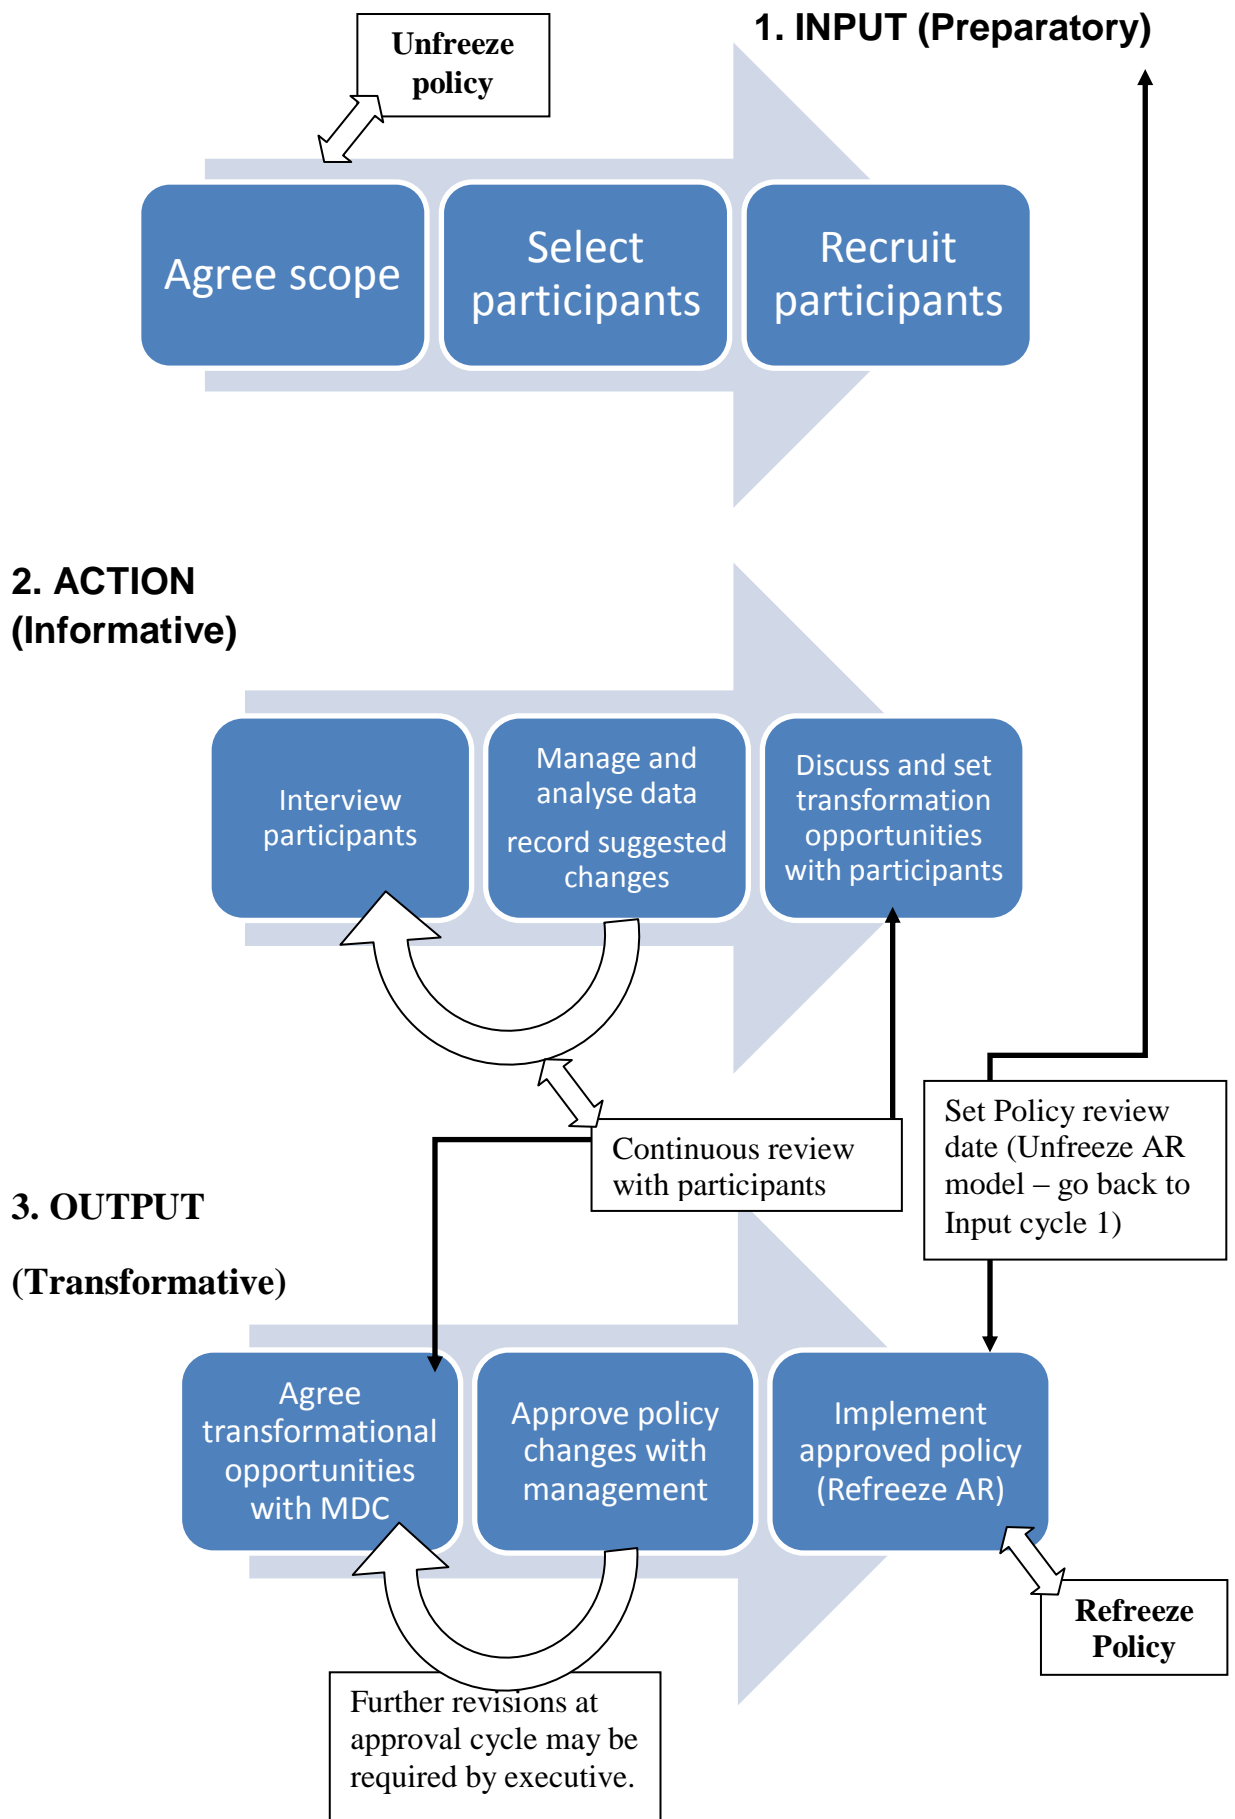 1. INPUT (Preparatory)
Unfreeze
policy
Agree scope
Select
participants
Recruit
participants
2. ACTION
(Informative)
Interview
participants
Manage and
analyse data
record suggested
changes
Discuss and set
transformation
opportunities
with participants
Continuous review
with participants
Set Policy review
date (Unfreeze AR
model – go back to
Input cycle 1)
3. OUTPUT
(Transformative)
Agree
transformational
opportunities
with MDC
Approve policy
changes with
management
Implement
approved policy
(Refreeze AR)
Refreeze
Policy
Further revisions at
approval cycle may be
required by executive.